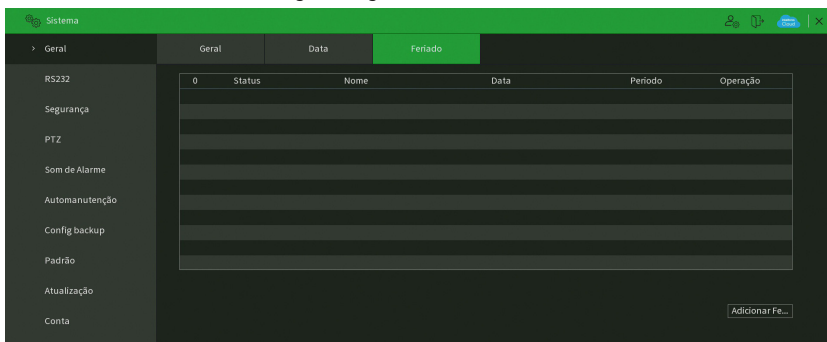 Sistema
Geral
Geral Data Feriado
RS232
0 Status Nome Data Período Operação
Segurança
PTZ
Som de Alarme
Automanutenção
Config backup
Padrão
Atualização
Adicionar Fe...
Conta